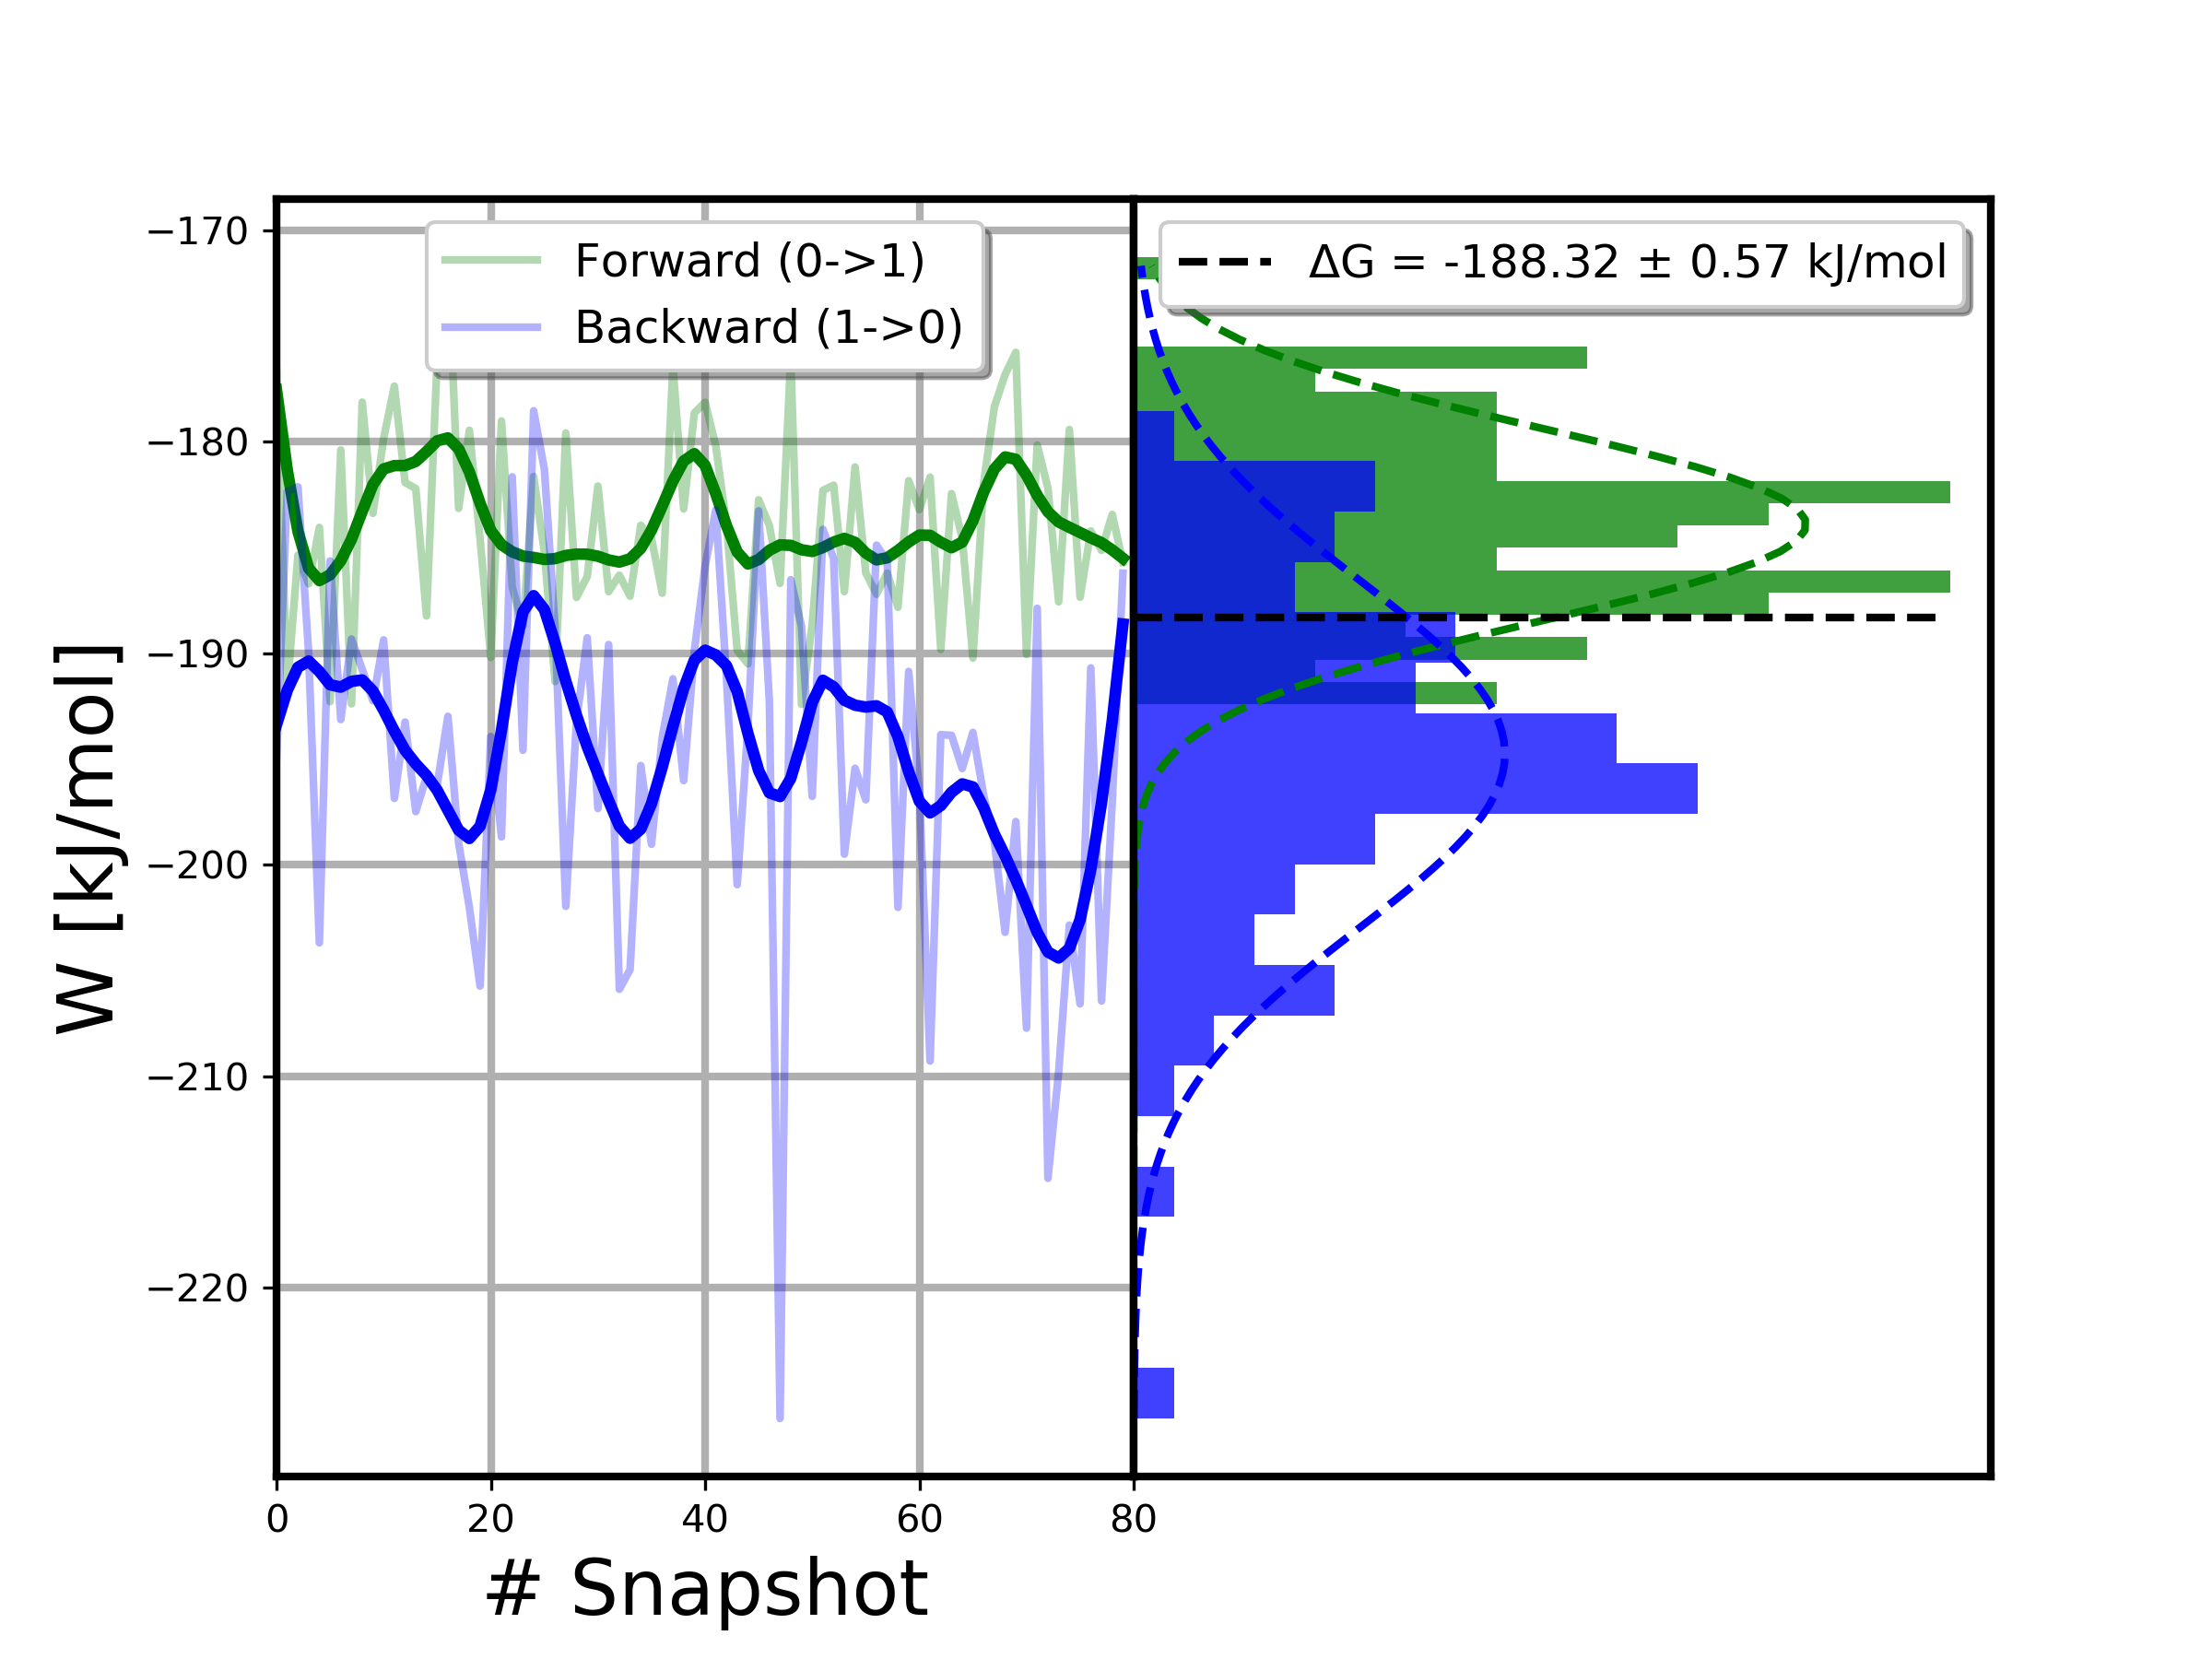 Forward (0->1)
Backward (1->0)
ΔG = -188.32 ± 0.57 kJ/mol
W [kJ/mol]
−170
−180
−190
−200
−210
−220
0 20 40 60 80
# Snapshot